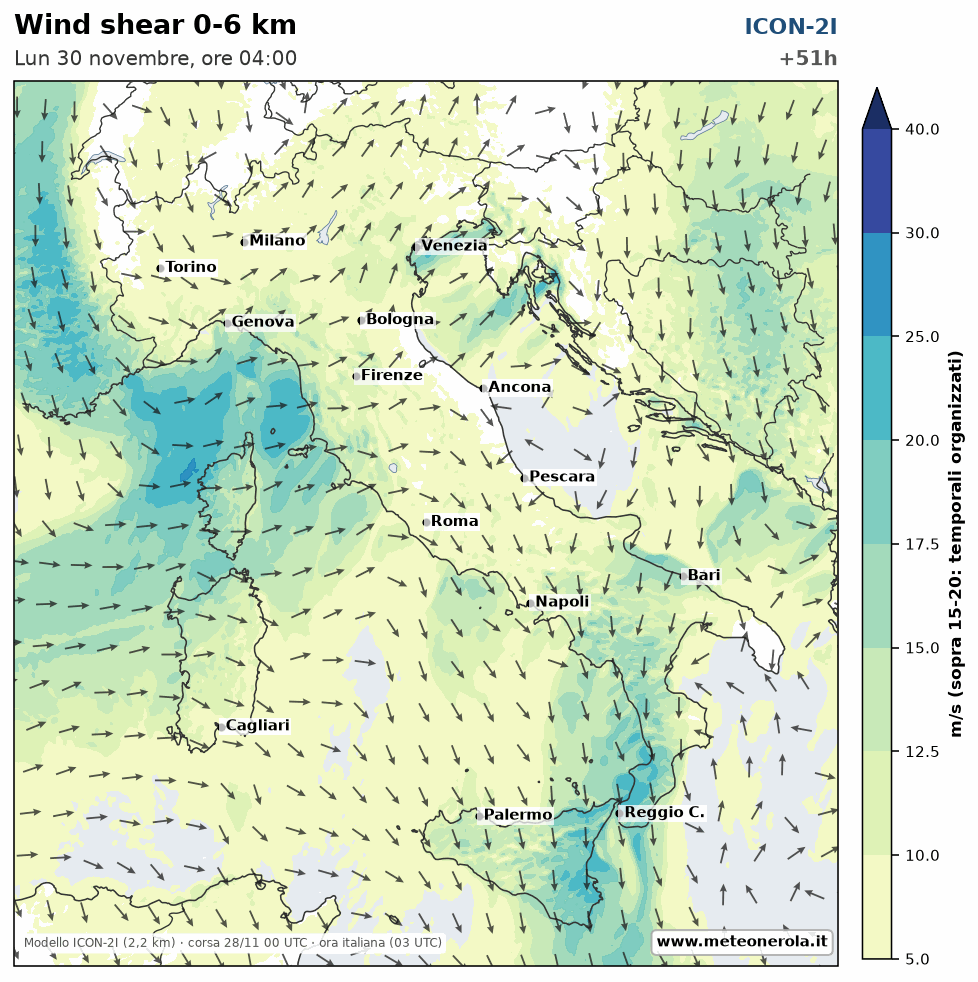 Wind shear 0-6 km
ICON-2I
Lun 30 novembre, ore 04:00
+51h
40.0
30.0
25.0
20.0
17.5
15.0
12.5
10.0
5.0
m/s (sopra 15-20: temporali organizzati)
Milano
Venezia
Torino
Genova
Bologna
Firenze
Ancona
Pescara
Roma
Bari
Napoli
Cagliari
Palermo
Reggio C.
Modello ICON-2I (2,2 km) · corsa 28/11 00 UTC · ora italiana (03 UTC)
www.meteonerola.it